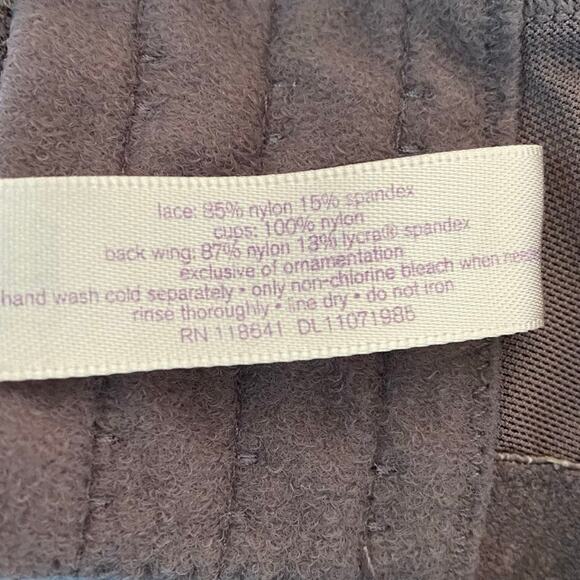 lace: 85% nylon 15% spandex
cups: 100% nylon
back wing: 87% nylon 13% lycra® spandex
exclusive of ornamentation
hand wash cold separately • only non-chlorine bleach when
rinse thoroughly • line dry • do not iron
RN 118641 DL11071985